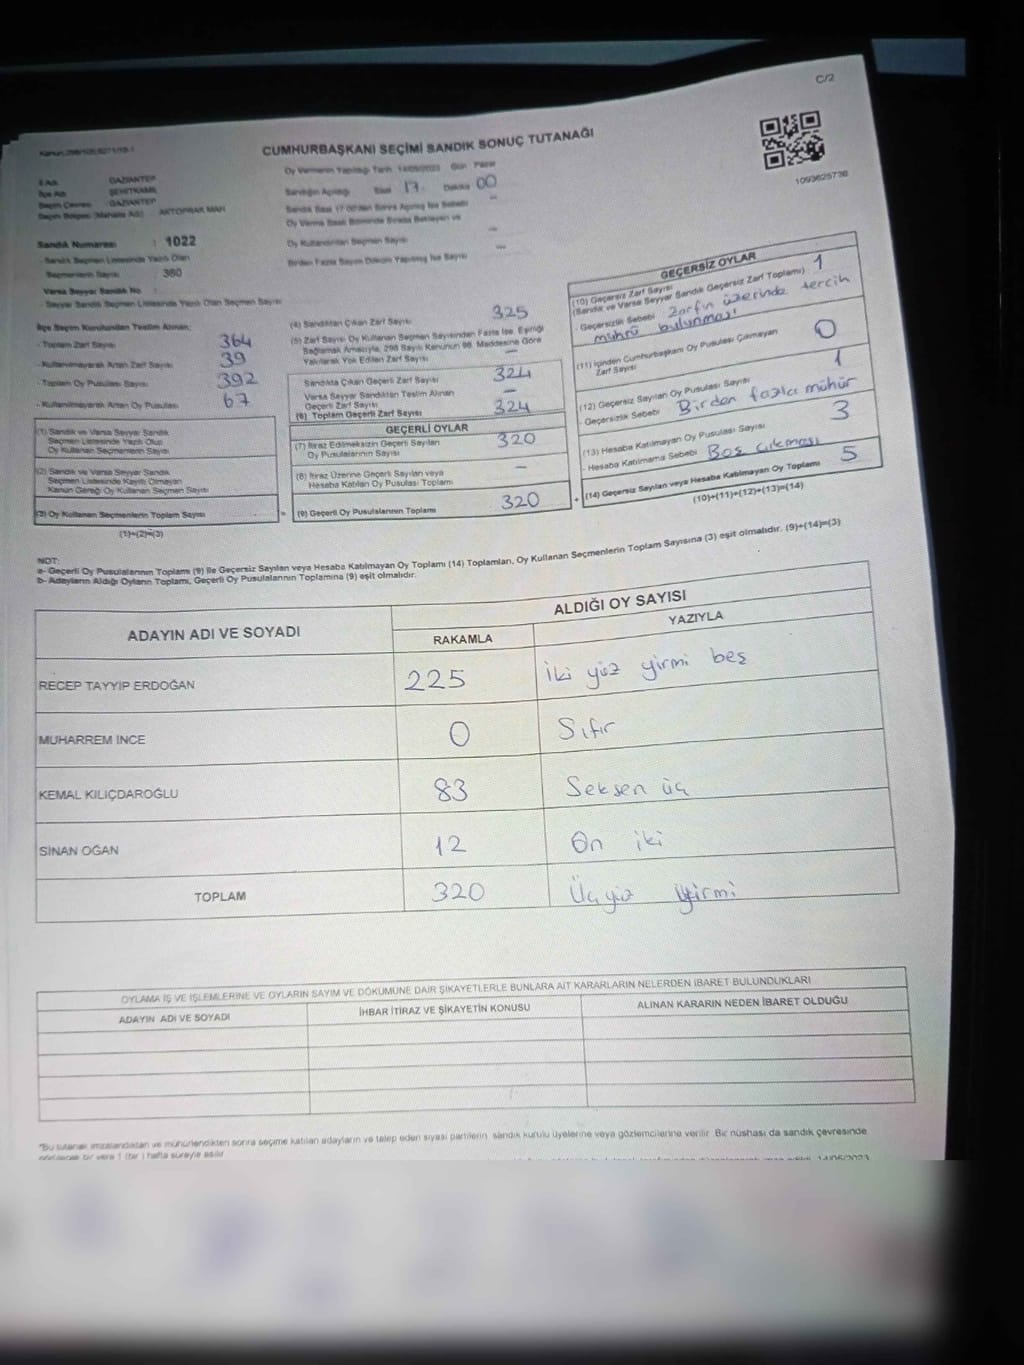 C/2
Kanun:298/105;6271/19-1
CUMHURBAŞKANI SEÇİMİ SANDIK SONUÇ TUTANAĞI
1093625736
İl Adı : GAZİANTEP
İlçe Adı : ŞEHİTKAMİL
Seçim Çevresi : GAZİANTEP
Seçim Bölgesi (Mahalle Adı) : AKTOPRAK MAH
Oy Vermenin Yapıldığı Tarih 14/05/2023 Gün Pazar
Sandığın Açıldığı Saat 17 Dakika 00
Sandık Saat 17:00'den Sonra Açılmış İse Sebebi —
Oy Verme Saati Bitiminde Sırada Bekleyen ve
Oy Kullandırılan Seçmen Sayısı —
Birden Fazla Sayım Döküm Yapılmış İse Sayısı —
Sandık Numarası : 1022
- Sandık Seçmen Listesinde Yazılı Olan
Seçmenlerin Sayısı : 360
Varsa Seyyar Sandık No :
- Seyyar Sandık Seçmen Listesinde Yazılı Olan Seçmen Sayısı
İlçe Seçim Kurulundan Teslim Alınan;
- Toplam Zarf Sayısı 364
- Kullanılmayarak Artan Zarf Sayısı 39
- Toplam Oy Pusulası Sayısı 392
- Kullanılmayarak Artan Oy Pusulası 67
(1) Sandık ve Varsa Seyyar Sandık
Seçmen Listesinde Yazılı Olup
Oy Kullanan Seçmenlerin Sayısı
(2) Sandık ve Varsa Seyyar Sandık
Seçmen Listesinde Kayıtlı Olmayan
Kanun Gereği Oy Kullanan Seçmen Sayısı
(3) Oy Kullanan Seçmenlerin Toplam Sayısı
(1)+(2)=(3)
(4) Sandıktan Çıkan Zarf Sayısı 325
(5) Zarf Sayısı Oy Kullanan Seçmen Sayısından Fazla İse, Eşitliği
Sağlamak Amacıyla, 298 Sayılı Kanunun 98. Maddesine Göre
Yakılarak Yok Edilen Zarf Sayısı —
Sandıkta Çıkan Geçerli Zarf Sayısı 324
Varsa Seyyar Sandıktan Teslim Alınan
Geçerli Zarf Sayısı —
(6) Toplam Geçerli Zarf Sayısı 324
GEÇERLİ OYLAR
(7) İtiraz Edilmeksizin Geçerli Sayılan
Oy Pusulalarının Sayısı 320
(8) İtiraz Üzerine Geçerli Sayılan veya
Hesaba Katılan Oy Pusulası Toplamı —
= (9) Geçerli Oy Pusulalarının Toplamı 320
GEÇERSİZ OYLAR
(10) Geçersiz Zarf Sayısı
(Sandık ve Varsa Seyyar Sandık Geçersiz Zarf Toplamı) 1
- Geçersizlik Sebebi Zarfın üzerinde tercih
mührü bulunması
(11) İçinden Cumhurbaşkanı Oy Pusulası Çıkmayan
Zarf Sayısı 0
(12) Geçersiz Sayılan Oy Pusulası Sayısı 1
- Geçersizlik Sebebi Birden fazla mühür
(13) Hesaba Katılmayan Oy Pusulası Sayısı 3
- Hesaba Katılmama Sebebi Boş çıkması
+ (14) Geçersiz Sayılan veya Hesaba Katılmayan Oy Toplamı 5
(10)+(11)+(12)+(13)=(14)
NOT:
a- Geçerli Oy Pusulalarının Toplamı (9) ile Geçersiz Sayılan veya Hesaba Katılmayan Oy Toplamı (14) Toplamları, Oy Kullanan Seçmenlerin Toplam Sayısına (3) eşit olmalıdır. (9)+(14)=(3)
b- Adayların Aldığı Oyların Toplamı, Geçerli Oy Pusulalarının Toplamına (9) eşit olmalıdır.
ADAYIN ADI VE SOYADI
ALDIĞI OY SAYISI
RAKAMLA YAZIYLA
RECEP TAYYİP ERDOĞAN 225 İki yüz yirmi beş
MUHARREM İNCE 0 Sıfır
KEMAL KILIÇDAROĞLU 83 Seksen üç
SİNAN OĞAN 12 On iki
TOPLAM 320 Üç yüz yirmi
OYLAMA İŞ VE İŞLEMLERİNE VE OYLARIN SAYIM VE DÖKÜMÜNE DAİR ŞİKAYETLERLE BUNLARA AİT KARARLARIN NELERDEN İBARET BULUNDUKLARI
ADAYIN ADI VE SOYADI İHBAR İTİRAZ VE ŞİKAYETİN KONUSU ALINAN KARARIN NEDEN İBARET OLDUĞU
*Bu tutanak imzalandıktan ve mühürlendikten sonra seçime katılan adayların ve talep eden siyasi partilerin sandık kurulu üyelerine veya gözlemcilerine verilir. Bir nüshası da sandık çevresinde
görülecek bir yere 1 (bir) hafta süreyle asılır.
14/05/2023